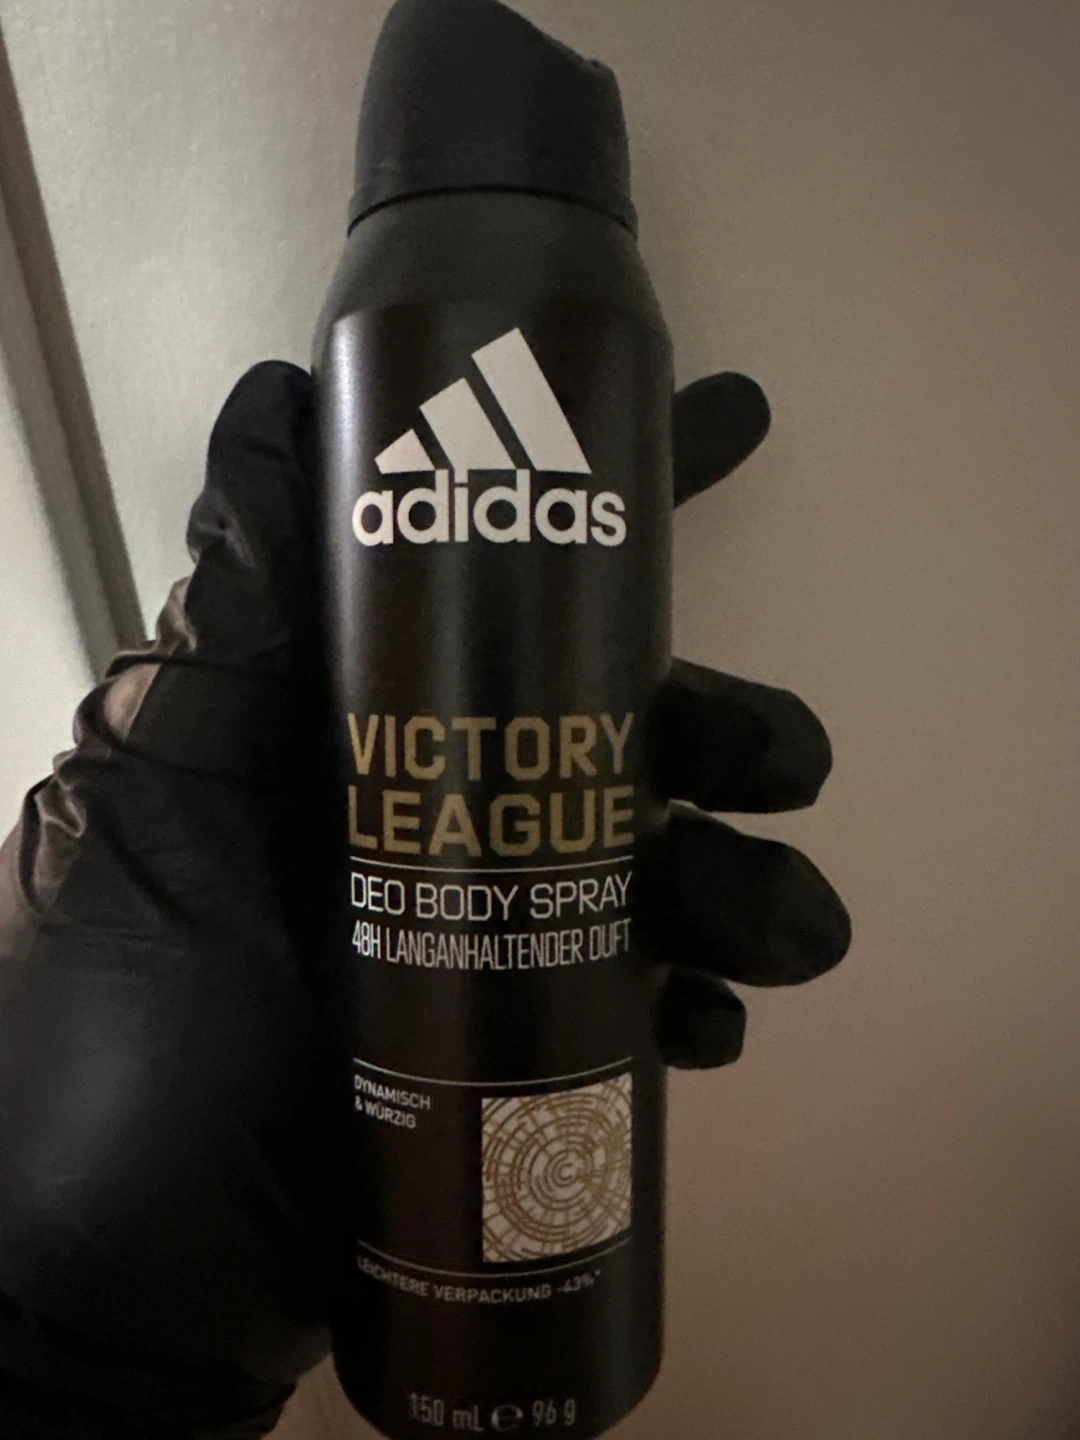 adidas
VICTORY
LEAGUE
DEO BODY SPRAY
48H LANGANHALTENDER DUFT
DYNAMISCH
& WÜRZIG
LEICHTERE VERPACKUNG -43%*
150 mL ℮ 96 g